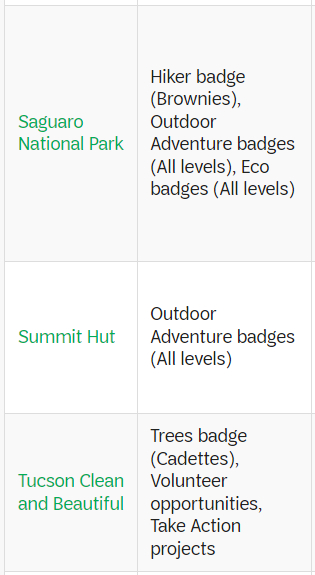 Saguaro
National Park
Hiker badge
(Brownies),
Outdoor
Adventure badges
(All levels), Eco
badges (All levels)
Summit Hut
Outdoor
Adventure badges
(All levels)
Tucson Clean
and Beautiful
Trees badge
(Cadettes),
Volunteer
opportunities,
Take Action
projects